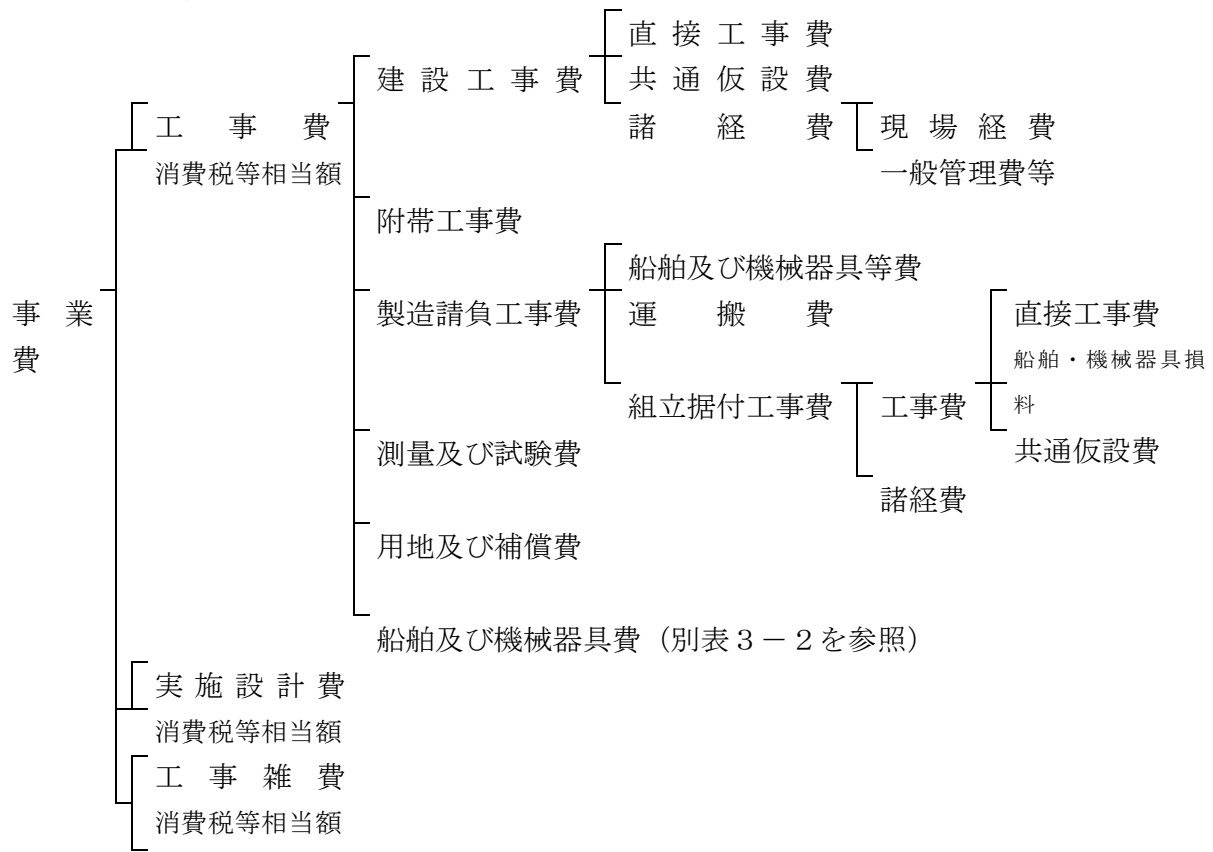 直接工事費
建設工事費 共通仮設費
工事費 諸経費 現場経費
消費税等相当額 一般管理費等
附帯工事費
船舶及び機械器具等費
事業 製造請負工事費 運搬費 直接工事費
費 船舶・機械器具損
組立据付工事費 工事費 料
測量及び試験費 共通仮設費
諸経費
用地及び補償費
船舶及び機械器具費（別表３－２を参照）
実施設計費
消費税等相当額
工事雑費
消費税等相当額